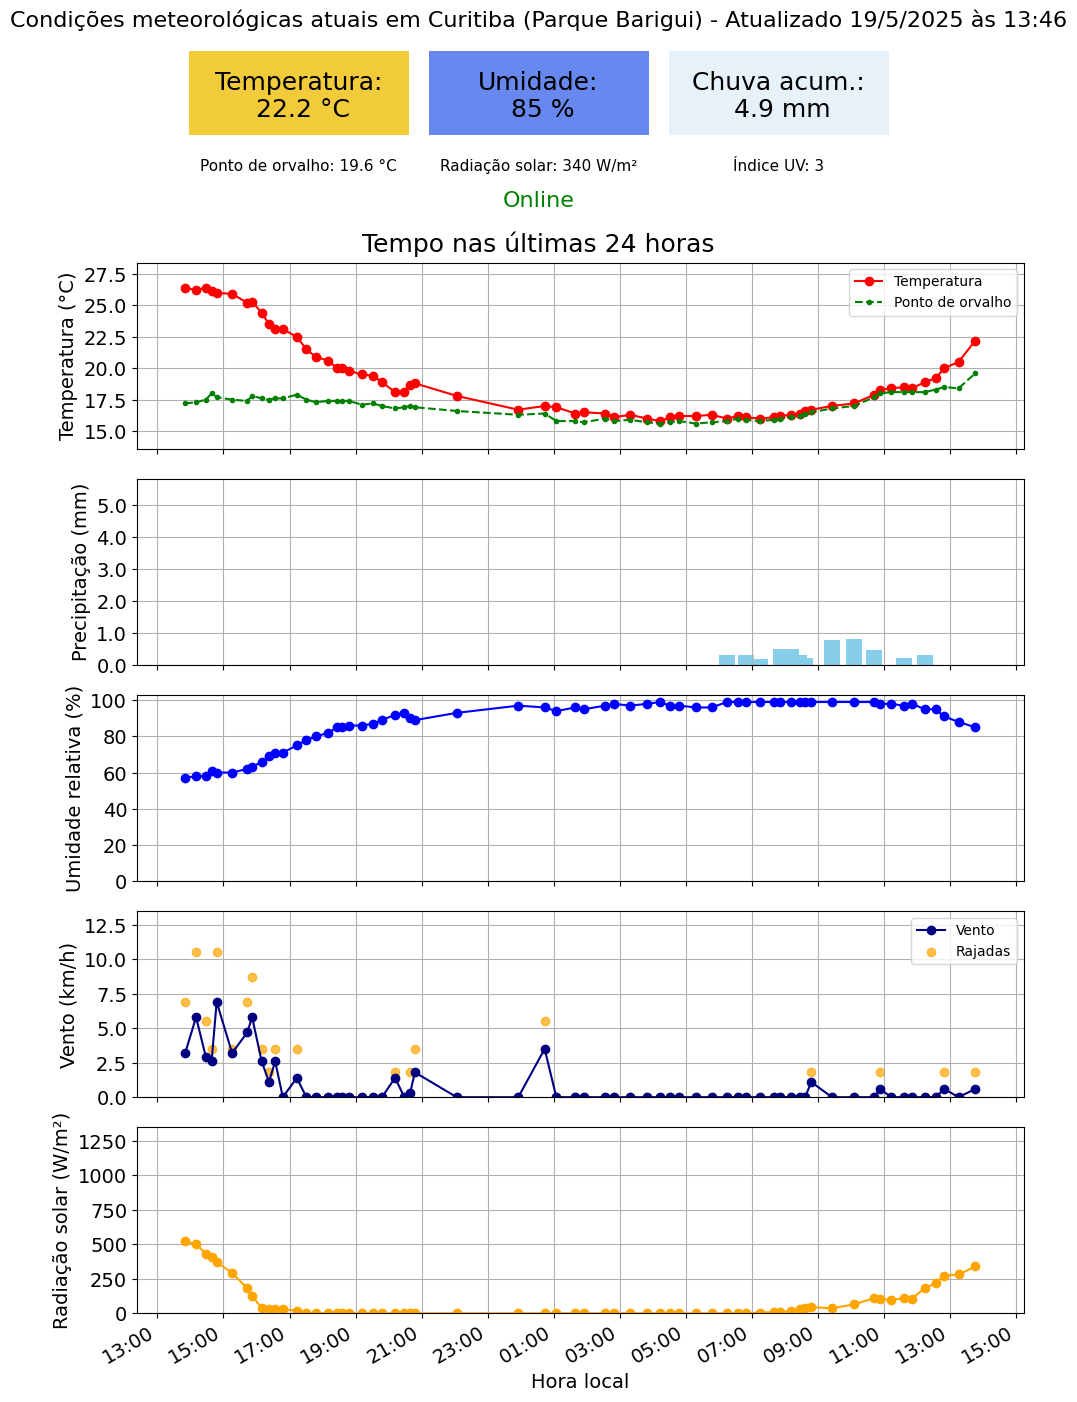 Condições meteorológicas atuais em Curitiba (Parque Barigui) - Atualizado 19/5/2025 às 13:46
Temperatura:
22.2 °C
Umidade:
85 %
Chuva acum.:
4.9 mm
Ponto de orvalho: 19.6 °C
Radiação solar: 340 W/m²
Índice UV: 3
Online
Tempo nas últimas 24 horas
Temperatura (°C)
27.5
25.0
22.5
20.0
17.5
15.0
Temperatura
Ponto de orvalho
Precipitação (mm)
5.0
4.0
3.0
2.0
1.0
0.0
Umidade relativa (%)
100
80
60
40
20
0
Vento (km/h)
12.5
10.0
7.5
5.0
2.5
0.0
Vento
Rajadas
Radiação solar (W/m²)
1250
1000
750
500
250
0
13:00
15:00
17:00
19:00
21:00
23:00
01:00
03:00
05:00
07:00
09:00
11:00
13:00
15:00
Hora local